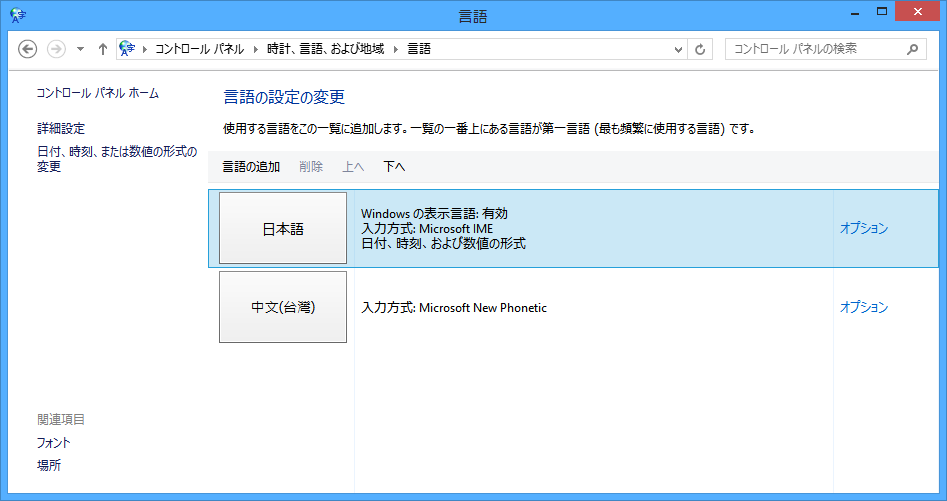 言語
コントロール パネル 時計、言語、および地域 言語
コントロール パネルの検索
コントロール パネル ホーム
詳細設定
日付、時刻、または数値の形式の
変更
関連項目
フォント
場所
言語の設定の変更
使用する言語をこの一覧に追加します。一覧の一番上にある言語が第一言語 (最も頻繁に使用する言語) です。
言語の追加 削除 上へ 下へ
日本語
Windows の表示言語: 有効
入力方式: Microsoft IME
日付、時刻、および数値の形式
オプション
中文(台灣)
入力方式: Microsoft New Phonetic
オプション